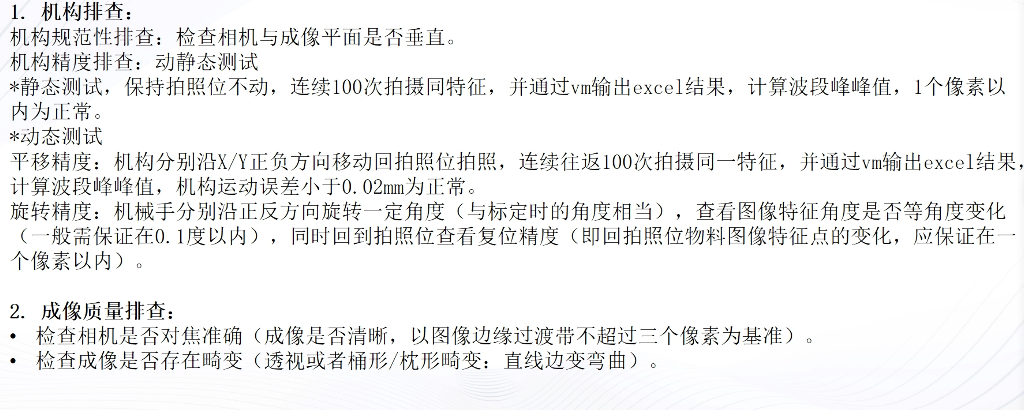 1. 机构排查：
机构规范性排查：检查相机与成像平面是否垂直。
机构精度排查：动静态测试
*静态测试，保持拍照位不动，连续100次拍摄同特征，并通过vm输出excel结果，计算波段峰峰值，1个像素以
内为正常。
*动态测试
平移精度：机构分别沿X/Y正负方向移动回拍照位拍照，连续往返100次拍摄同一特征，并通过vm输出excel结果，
计算波段峰峰值，机构运动误差小于0.02mm为正常。
旋转精度：机械手分别沿正反方向旋转一定角度（与标定时的角度相当），查看图像特征角度是否等角度变化
（一般需保证在0.1度以内），同时回到拍照位查看复位精度（即回拍照位物料图像特征点的变化，应保证在一
个像素以内）。
2. 成像质量排查：
• 检查相机是否对焦准确（成像是否清晰，以图像边缘过渡带不超过三个像素为基准）。
• 检查成像是否存在畸变（透视或者桶形/枕形畸变：直线边变弯曲）。